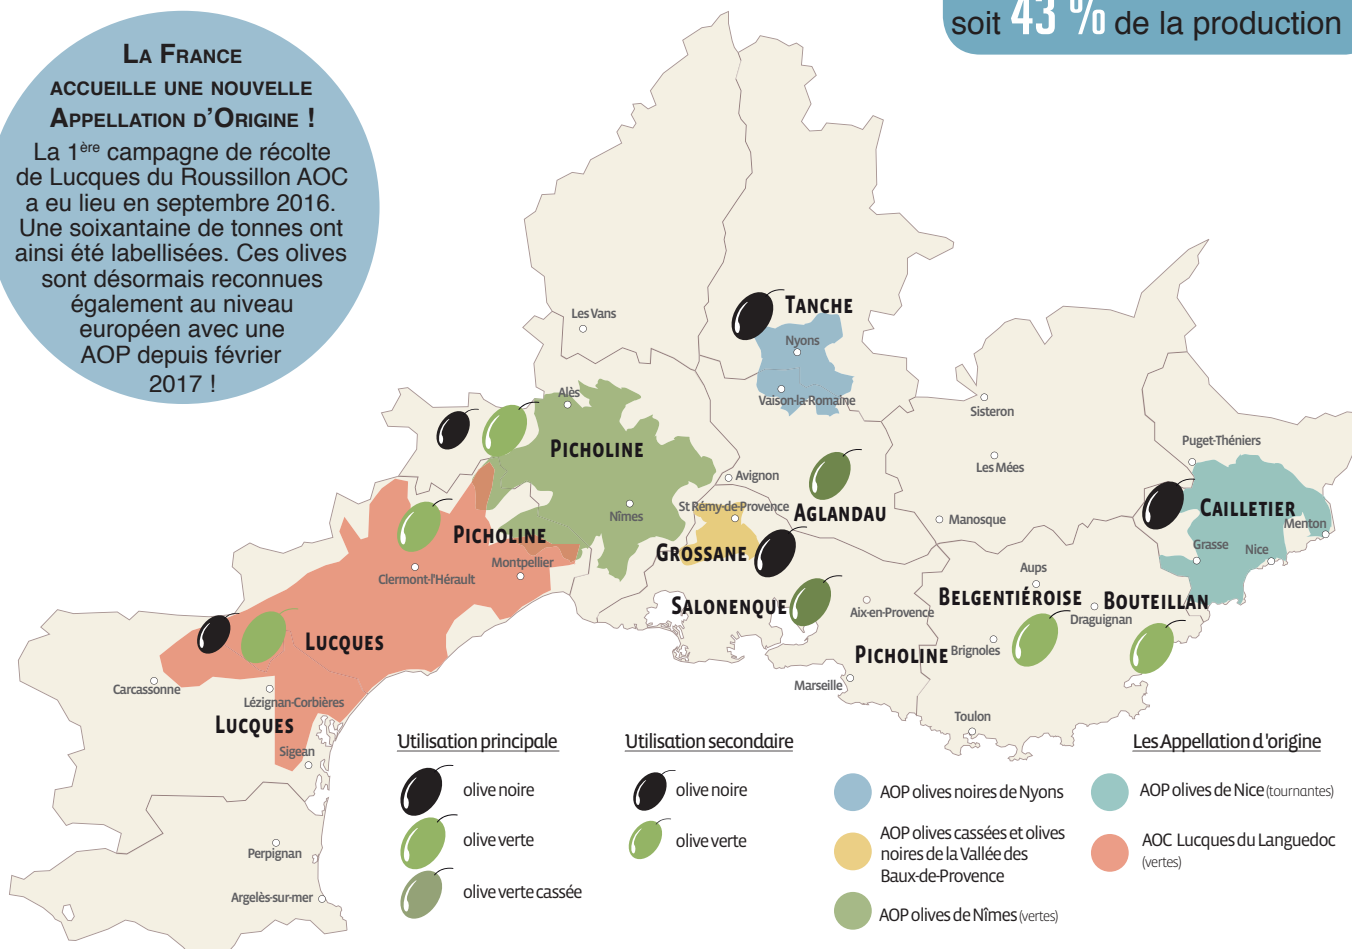 soit 43 % de la production
LA FRANCE
ACCUEILLE UNE NOUVELLE
APPELLATION D'ORIGINE !
La 1ère campagne de récolte
de Lucques du Roussillon AOC
a eu lieu en septembre 2016.
Une soixantaine de tonnes ont
ainsi été labellisées. Ces olives
sont désormais reconnues
également au niveau
européen avec une
AOP depuis février
2017 !
Les Vans
TANCHE
Nyons
Vaison-la-Romaine
Alès
Sisteron
PICHOLINE
Puget-Théniers
Les Mées
Avignon
Nîmes
St Rémy-de-Provence
AGLANDAU
Manosque
CAILLETIER
Menton
PICHOLINE
GROSSANE
Grasse
Nice
Montpellier
Clermont-l'Hérault
Aups
SALONENQUE
Aix-en-Provence
BELGENTIÉROISE
BOUTEILLAN
Draguignan
LUCQUES
PICHOLINE
Brignoles
Carcassonne
Marseille
Lézignan-Corbières
LUCQUES
Toulon
Sigean
Perpignan
Argelès-sur-mer
Utilisation principale
olive noire
olive verte
olive verte cassée
Utilisation secondaire
olive noire
olive verte
Les Appellation d'origine
AOP olives noires de Nyons
AOP olives cassées et olives
noires de la Vallée des
Baux-de-Provence
AOP olives de Nîmes (vertes)
AOP olives de Nice (tournantes)
AOC Lucques du Languedoc
(vertes)